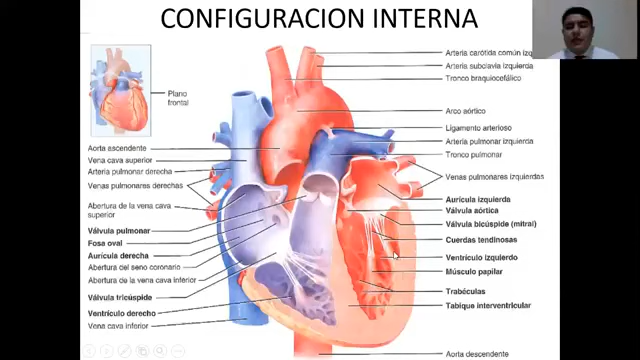 CONFIGURACION INTERNA
Plano
frontal
Aorta ascendente
Vena cava superior
Arteria pulmonar derecha
Venas pulmonares derechas
Abertura de la vena cava
superior
Válvula pulmonar
Fosa oval
Aurícula derecha
Abertura del seno coronario
Abertura de la vena cava inferior
Válvula tricúspide
Ventrículo derecho
Vena cava inferior
Arteria carótida común izq
Arteria subclavia izquierda
Tronco braquiocefálico
Arco aórtico
Ligamento arterioso
Arteria pulmonar izquierda
Tronco pulmonar
Venas pulmonares izquierdas
Aurícula izquierda
Válvula aórtica
Válvula bicúspide (mitral)
Cuerdas tendinosas
Ventrículo izquierdo
Músculo papilar
Trabéculas
Tabique interventricular
Aorta descendente